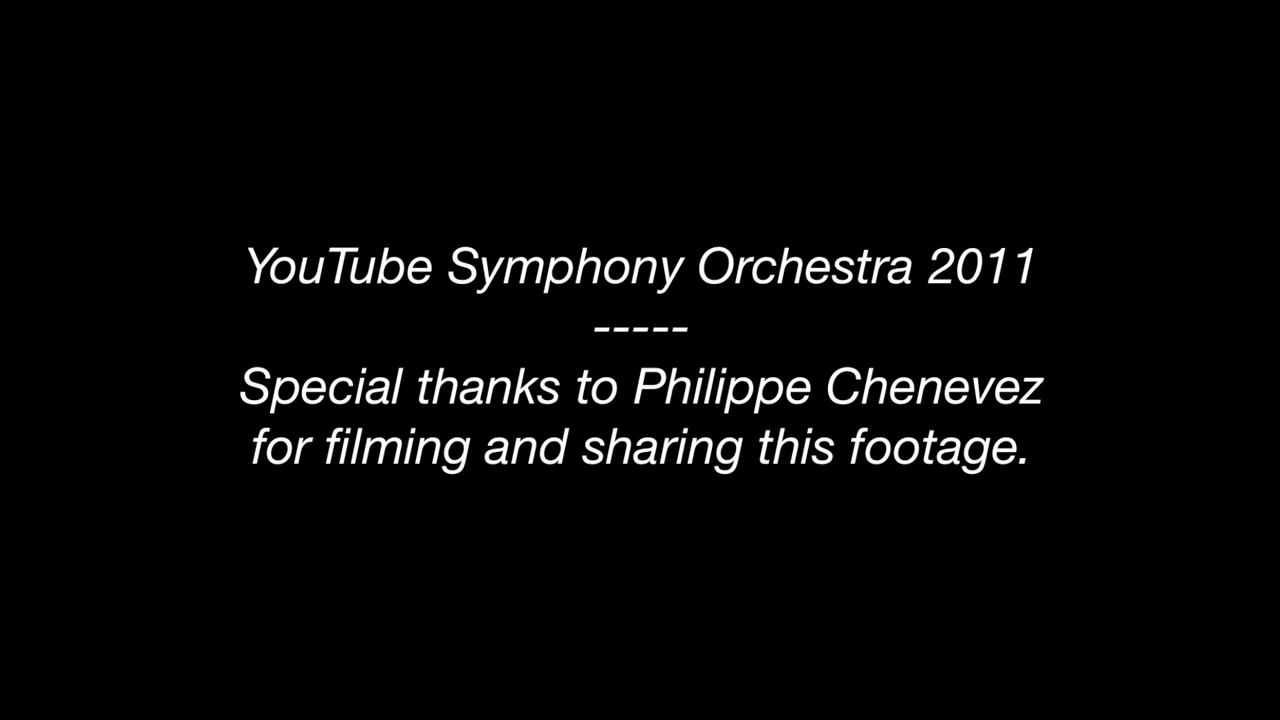 YouTube Symphony Orchestra 2011
-----
Special thanks to Philippe Chenevez
for filming and sharing this footage.